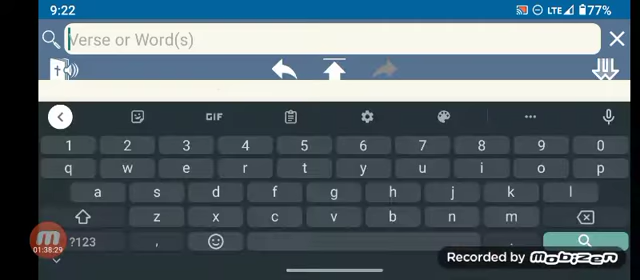 9:22 LTE 77%
Verse or Word(s)
GIF
1 2 3 4 5 6 7 8 9 0
q w e r t y u i o p
a s d f g h j k l
z x c v b n m
01:38:29
?123 , .
Recorded by MOBIZEN